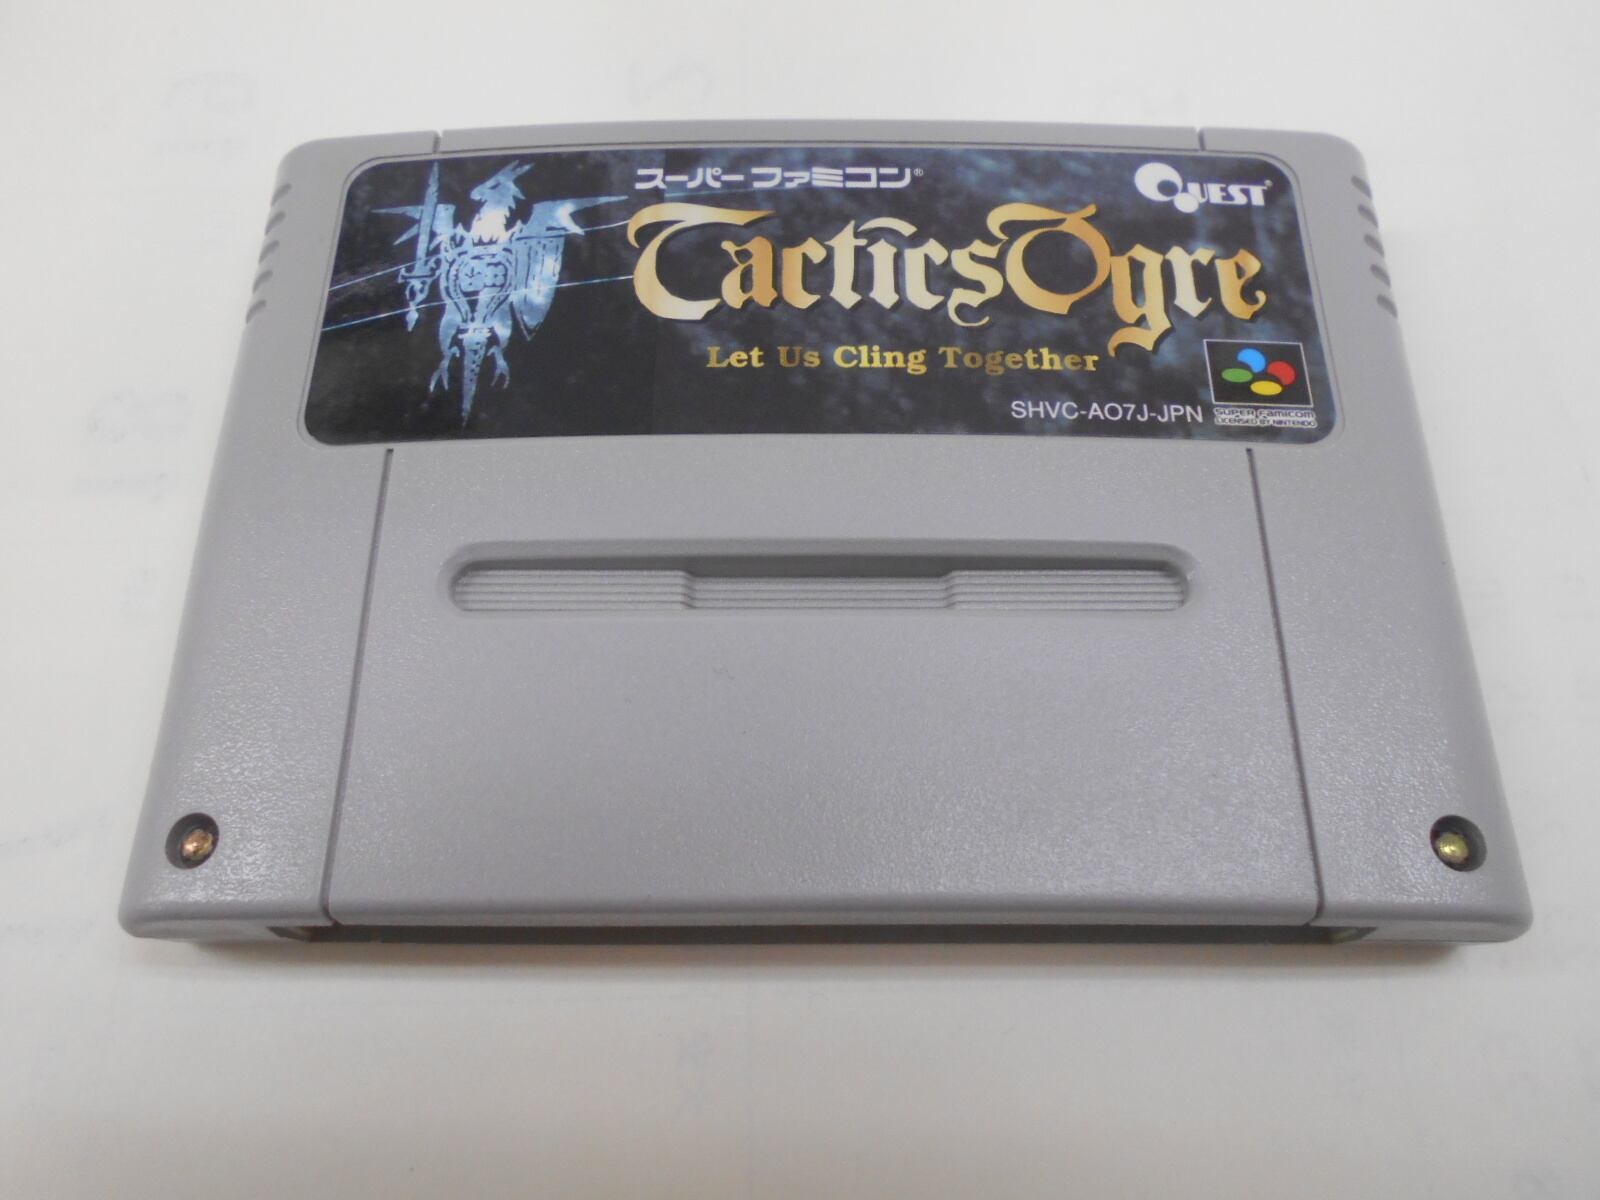 スーパーファミコン®
QUEST®
TacticsOgre
Let Us Cling Together
SHVC-AO7J-JPN
SUPER FAMICOM
LICENSED BY NINTENDO